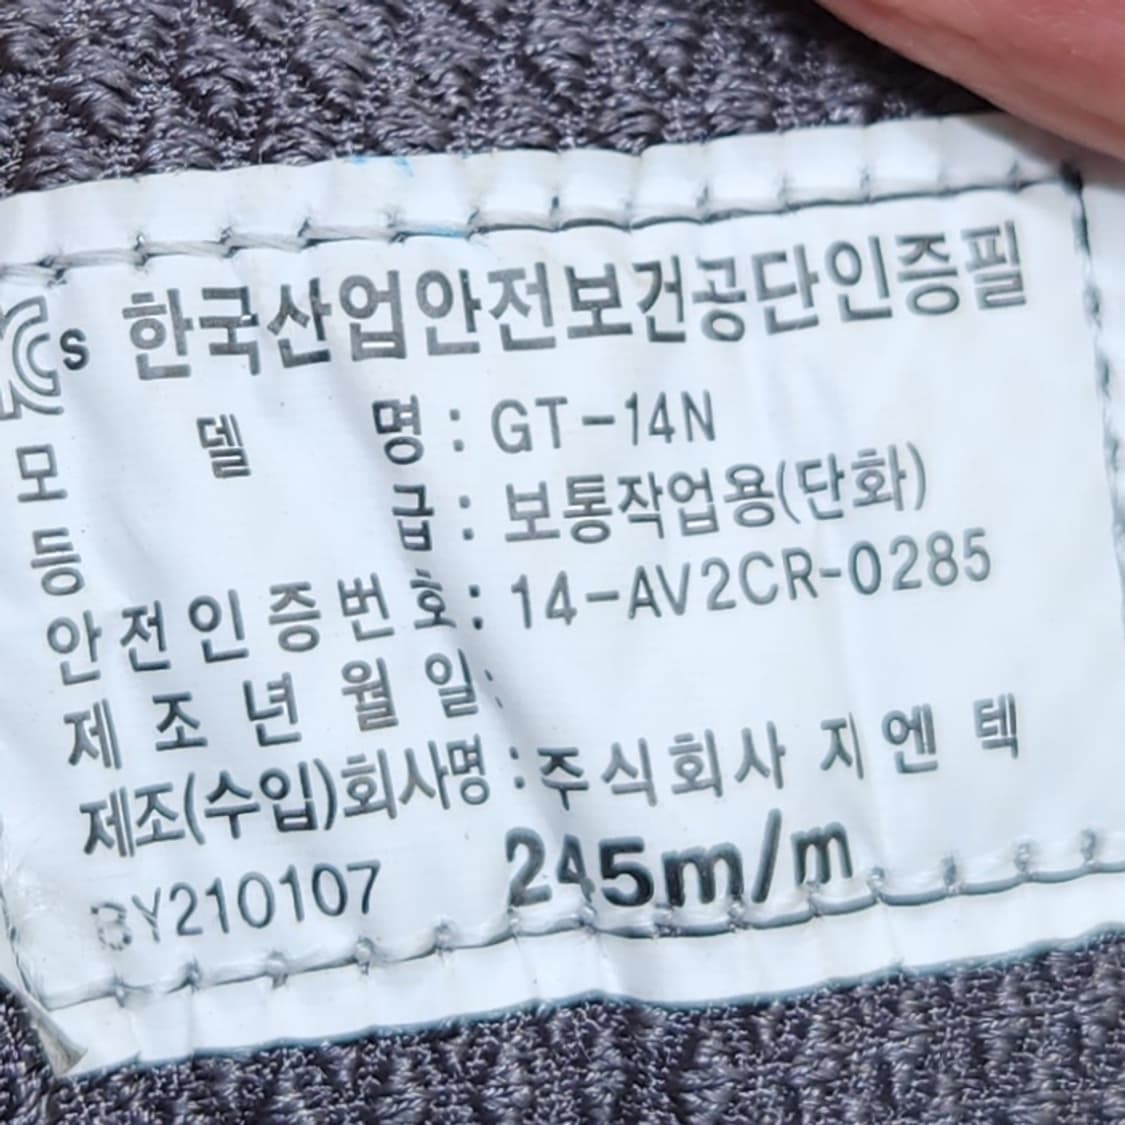 KCs 한국산업안전보건공단인증필
모 델 명 : GT-14N
등 급 : 보통작업용(단화)
안전인증번호 : 14-AV2CR-0285
제 조 년 월 일:
제조(수입)회사명 : 주식회사 지엔텍
BY210107 245m/m